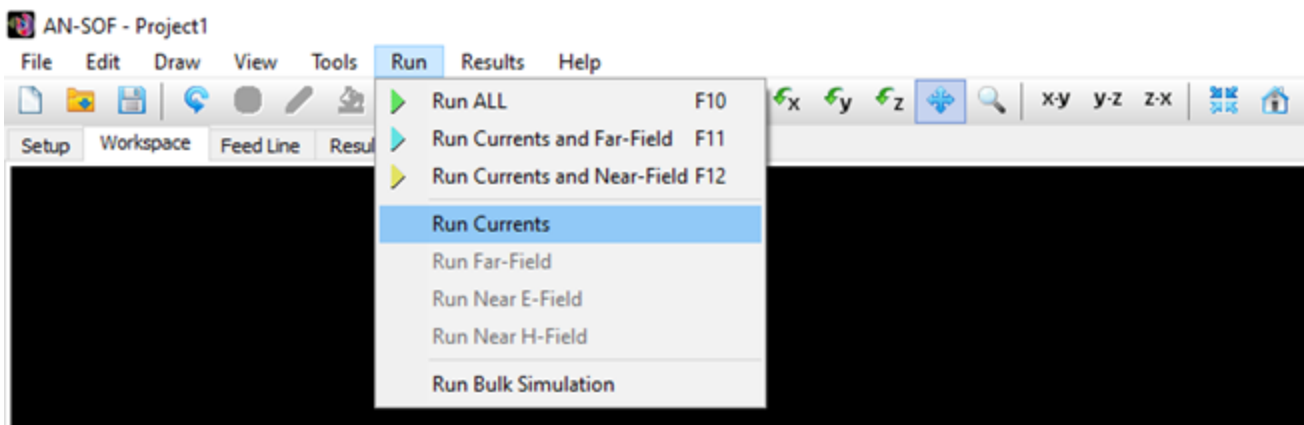 AN-SOF - Project1
File Edit Draw View Tools Run Results Help
x y z x-y y-z z-x
Setup Workspace Feed Line Resul
Run ALL F10
Run Currents and Far-Field F11
Run Currents and Near-Field F12
Run Currents
Run Far-Field
Run Near E-Field
Run Near H-Field
Run Bulk Simulation